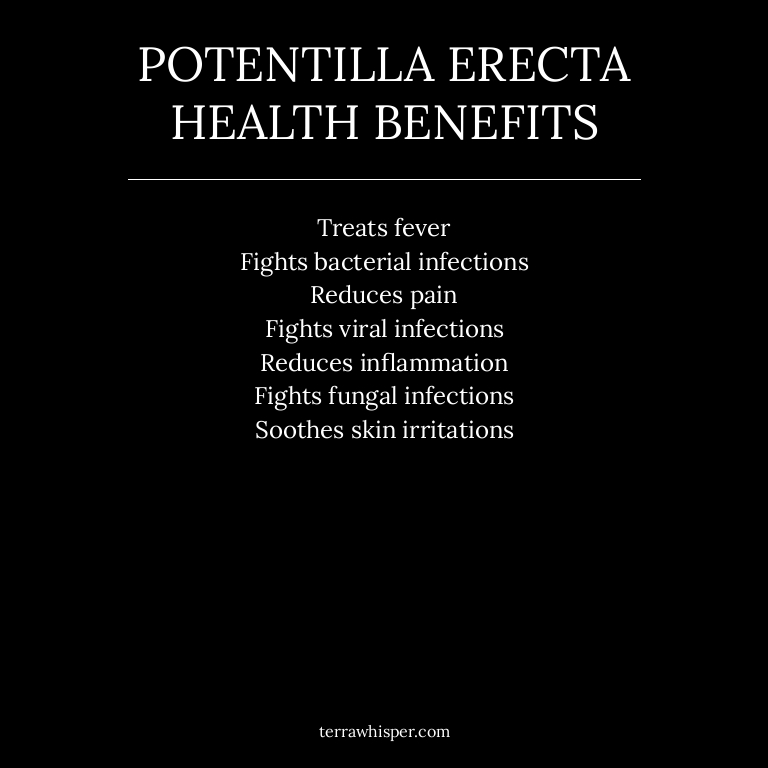 POTENTILLA ERECTA
HEALTH BENEFITS
Treats fever
Fights bacterial infections
Reduces pain
Fights viral infections
Reduces inflammation
Fights fungal infections
Soothes skin irritations
terrawhisper.com